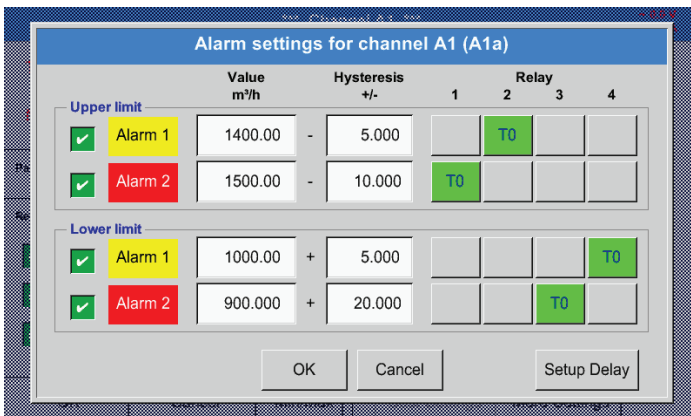 *** Channel A1 ***
Alarm settings for channel A1 (A1a)
Value Hysteresis Relay
m³/h +/- 1 2 3 4
Upper limit
Alarm 1 1400.00 - 5.000 T0
Alarm 2 1500.00 - 10.000 T0
Lower limit
Alarm 1 1000.00 + 5.000 T0
Alarm 2 900.000 + 20.000 T0
OK Cancel Setup Delay